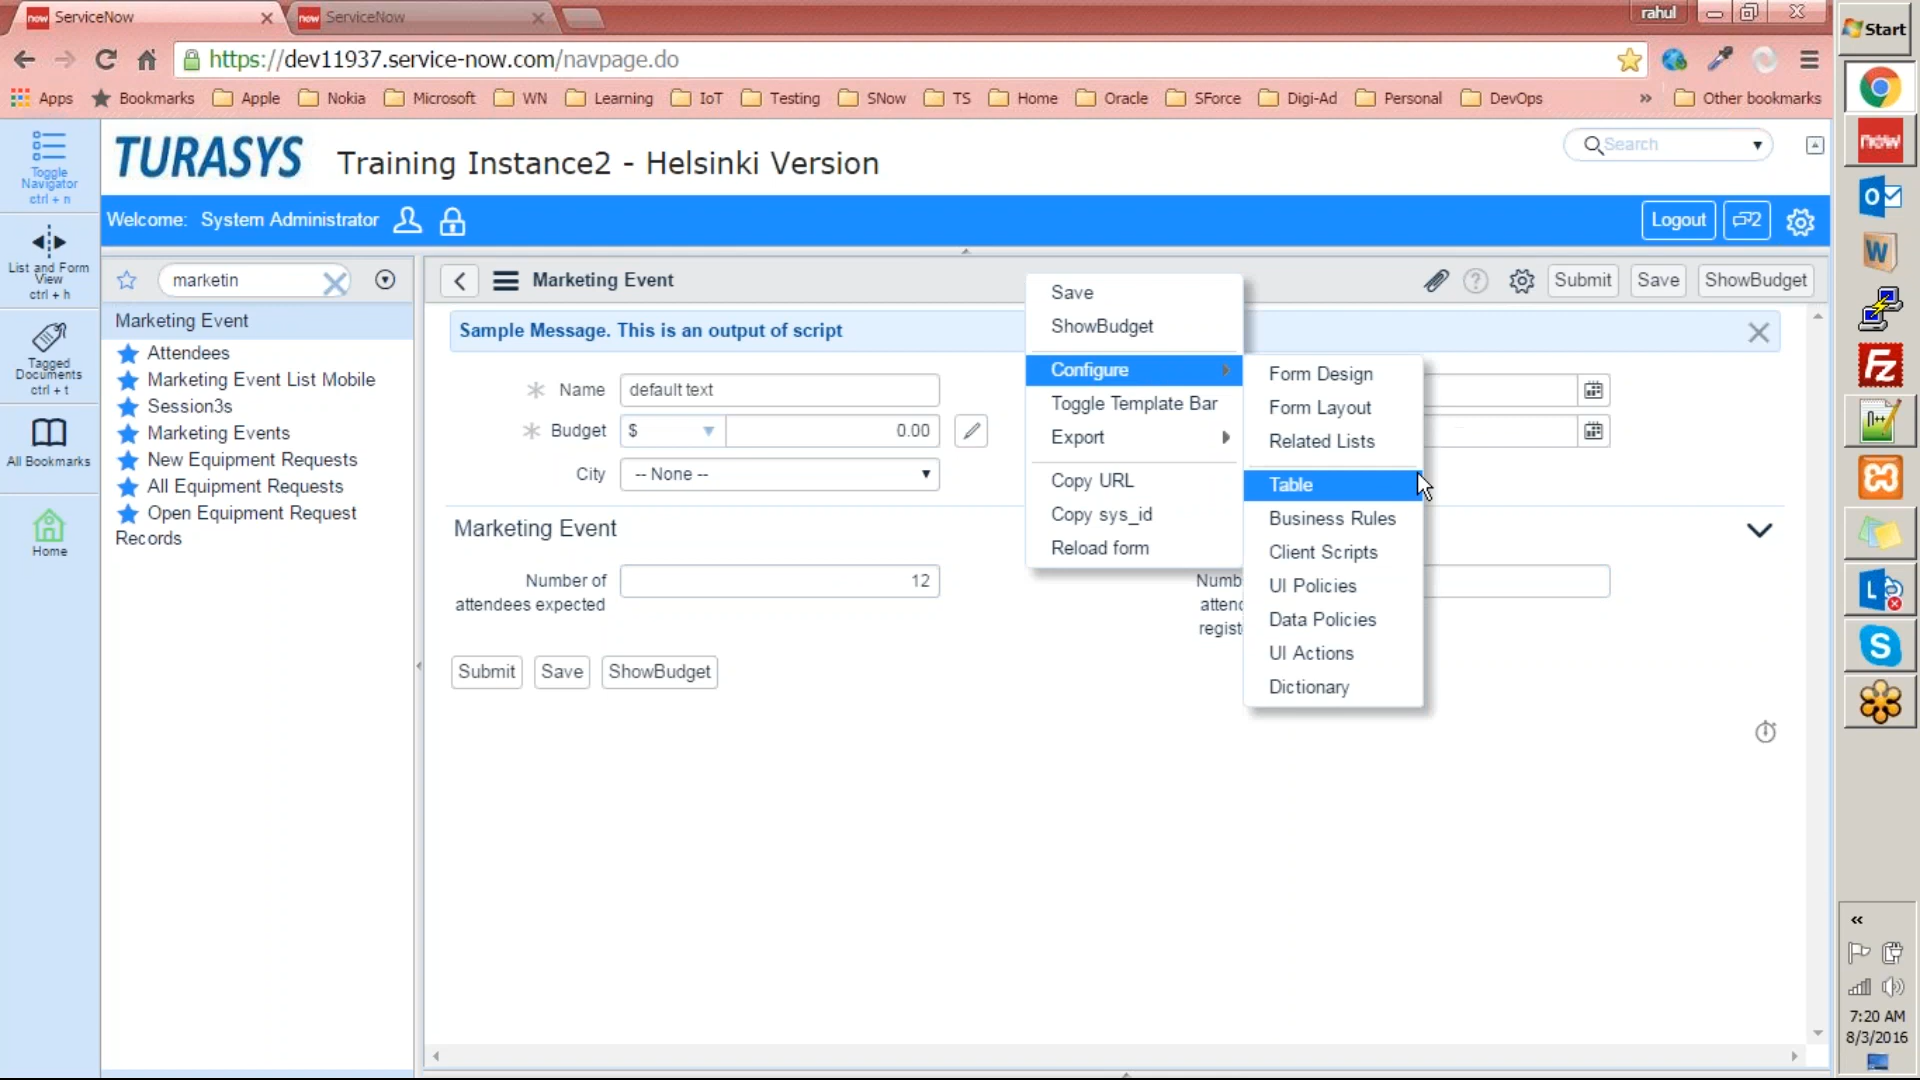 now ServiceNow
now ServiceNow
rahul
https://dev11937.service-now.com/navpage.do
Apps
Bookmarks
Apple
Nokia
Microsoft
WN
Learning
IoT
Testing
SNow
TS
Home
Oracle
SForce
Digi-Ad
Personal
DevOps
»
Other bookmarks
Start
Toggle
Navigator
ctrl + n
List and Form
View
ctrl + h
Tagged
Documents
ctrl + t
All Bookmarks
Home
TURASYS
Training Instance2 - Helsinki Version
Search
Welcome: System Administrator
Logout
2
marketin
Marketing Event
Attendees
Marketing Event List Mobile
Session3s
Marketing Events
New Equipment Requests
All Equipment Requests
Open Equipment Request
Records
Marketing Event
Submit
Save
ShowBudget
Sample Message. This is an output of script
Name
default text
Budget
$
0.00
City
-- None --
Marketing Event
Number of
attendees expected
12
Numb
attend
regist
Submit
Save
ShowBudget
Save
ShowBudget
Configure
Toggle Template Bar
Export
Copy URL
Copy sys_id
Reload form
Form Design
Form Layout
Related Lists
Table
Business Rules
Client Scripts
UI Policies
Data Policies
UI Actions
Dictionary
now
7:20 AM
8/3/2016